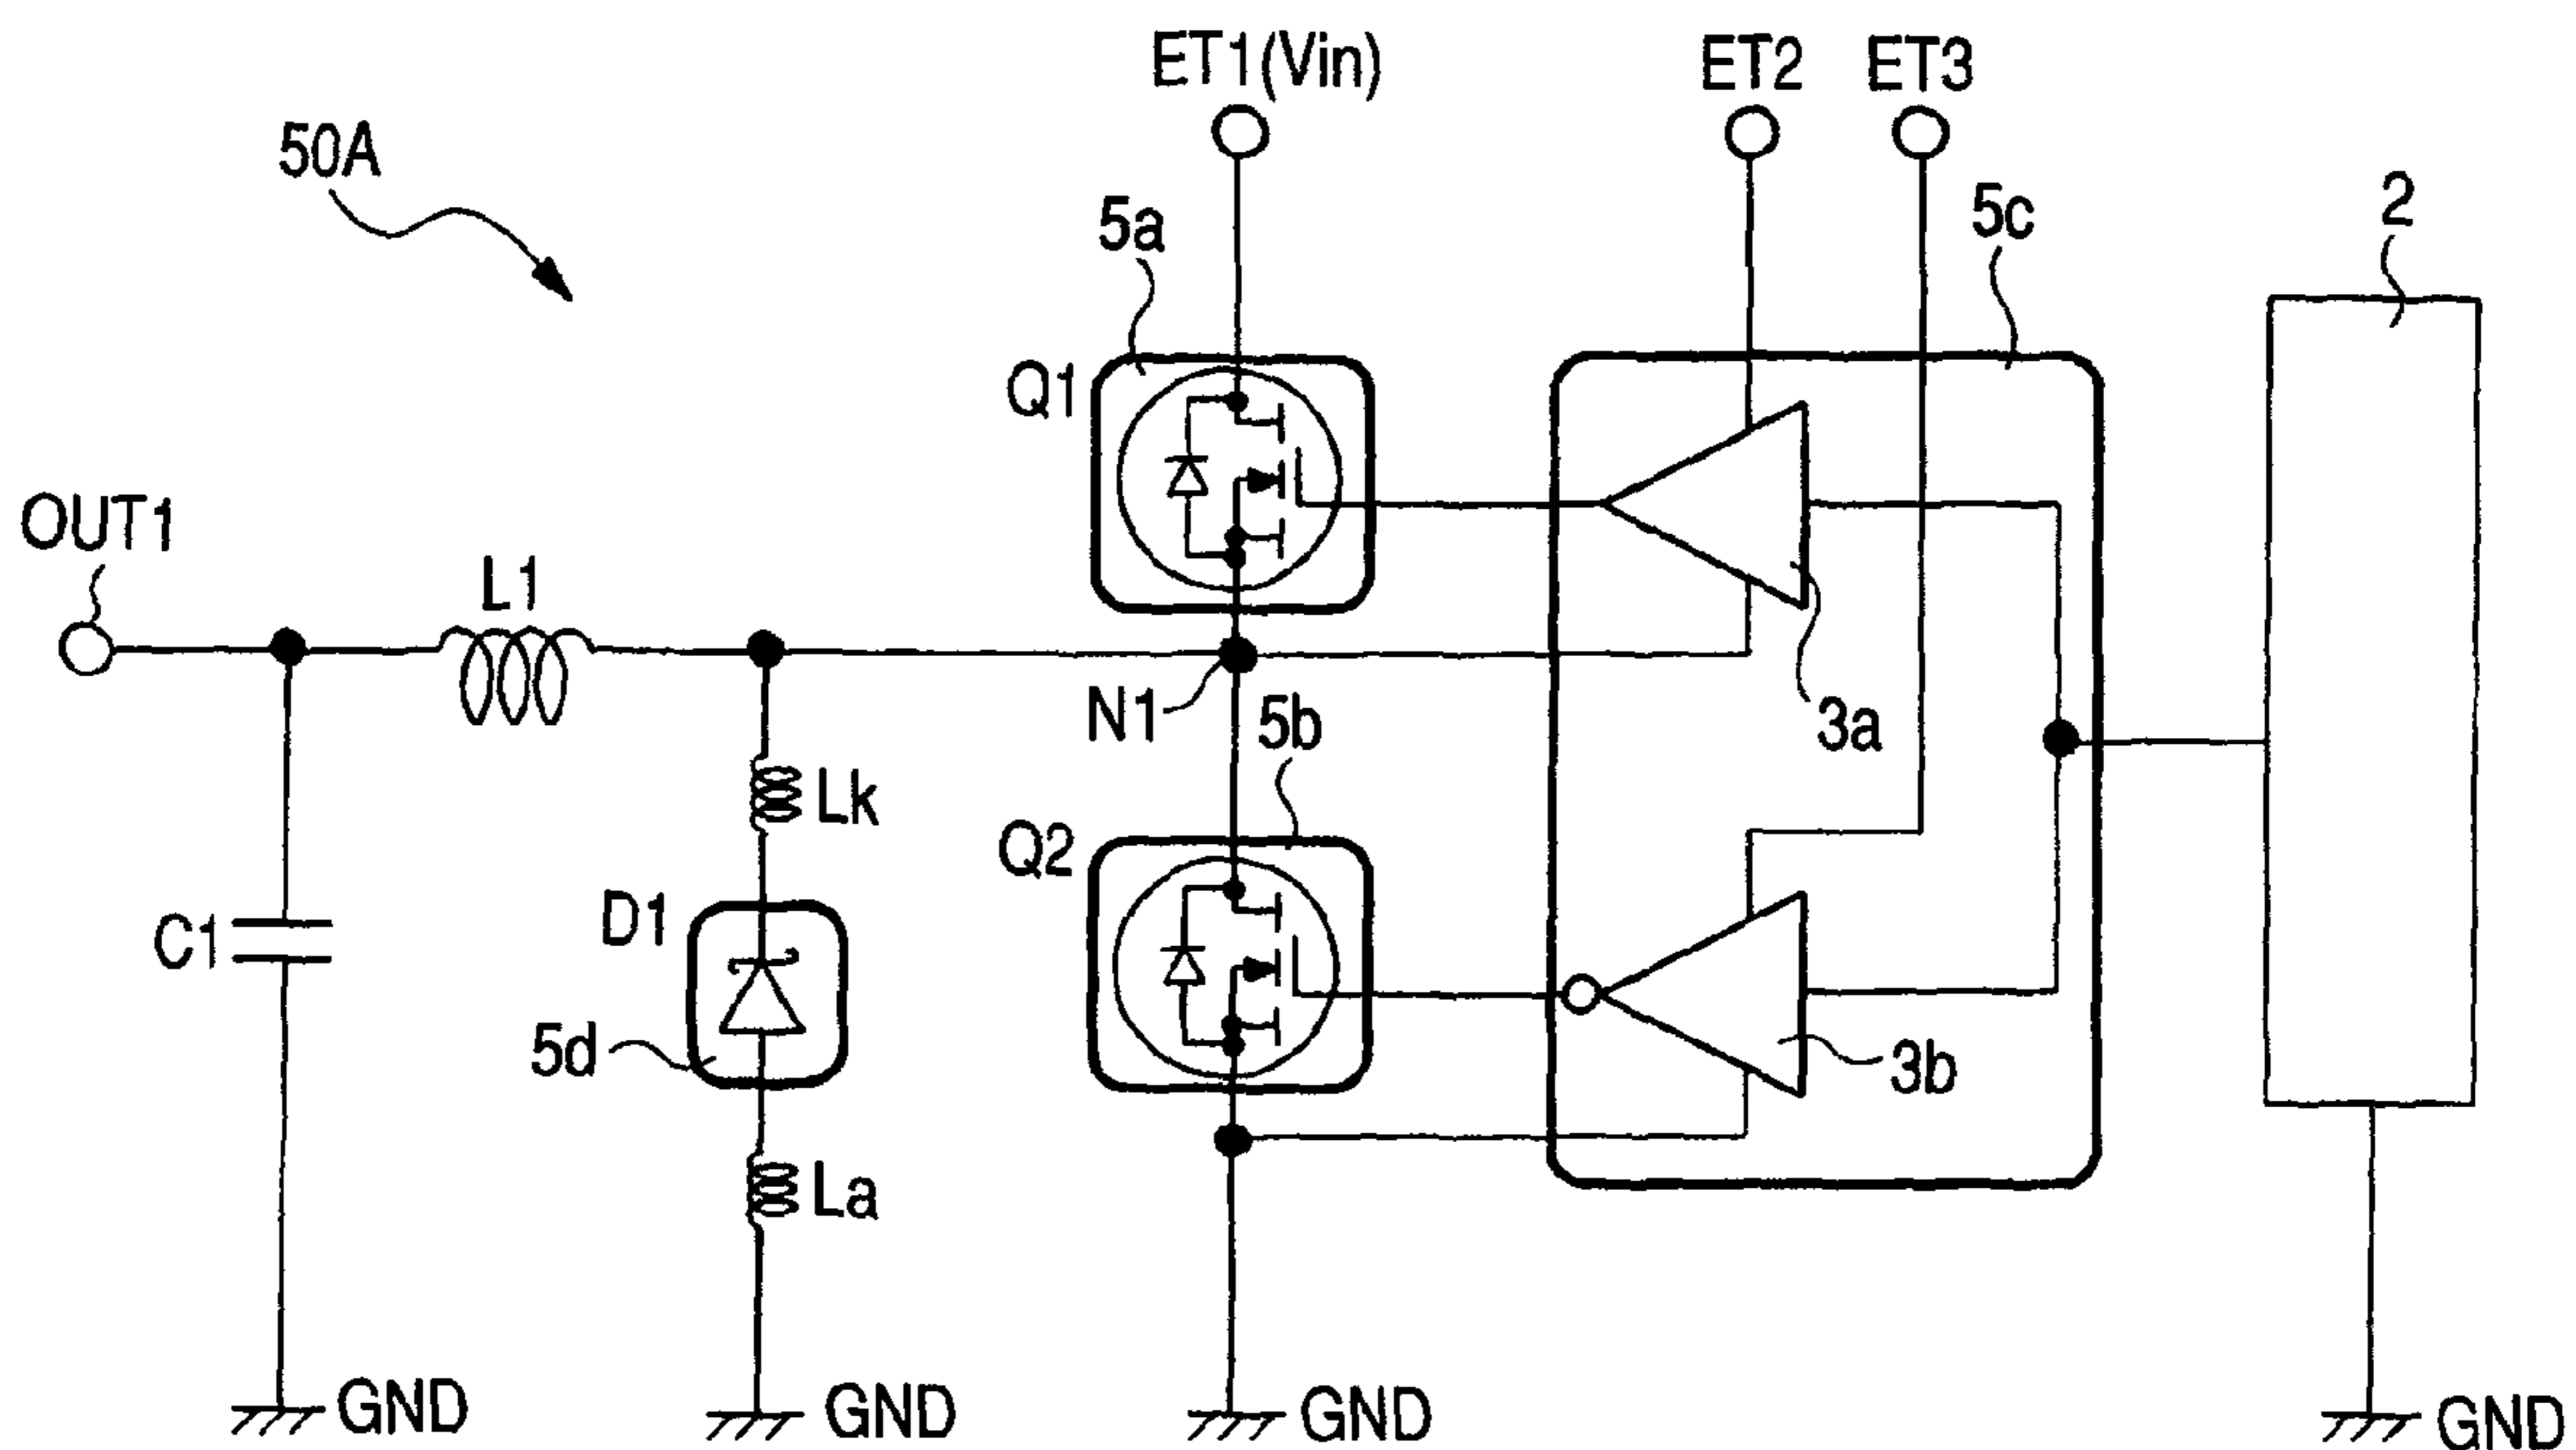 ET1(Vin)
ET2
ET3
50A
5a
5c
2
Q1
OUT1
L1
N1
5b
3a
Lk
Q2
D1
C1
5d
3b
La
GND
GND
GND
GND